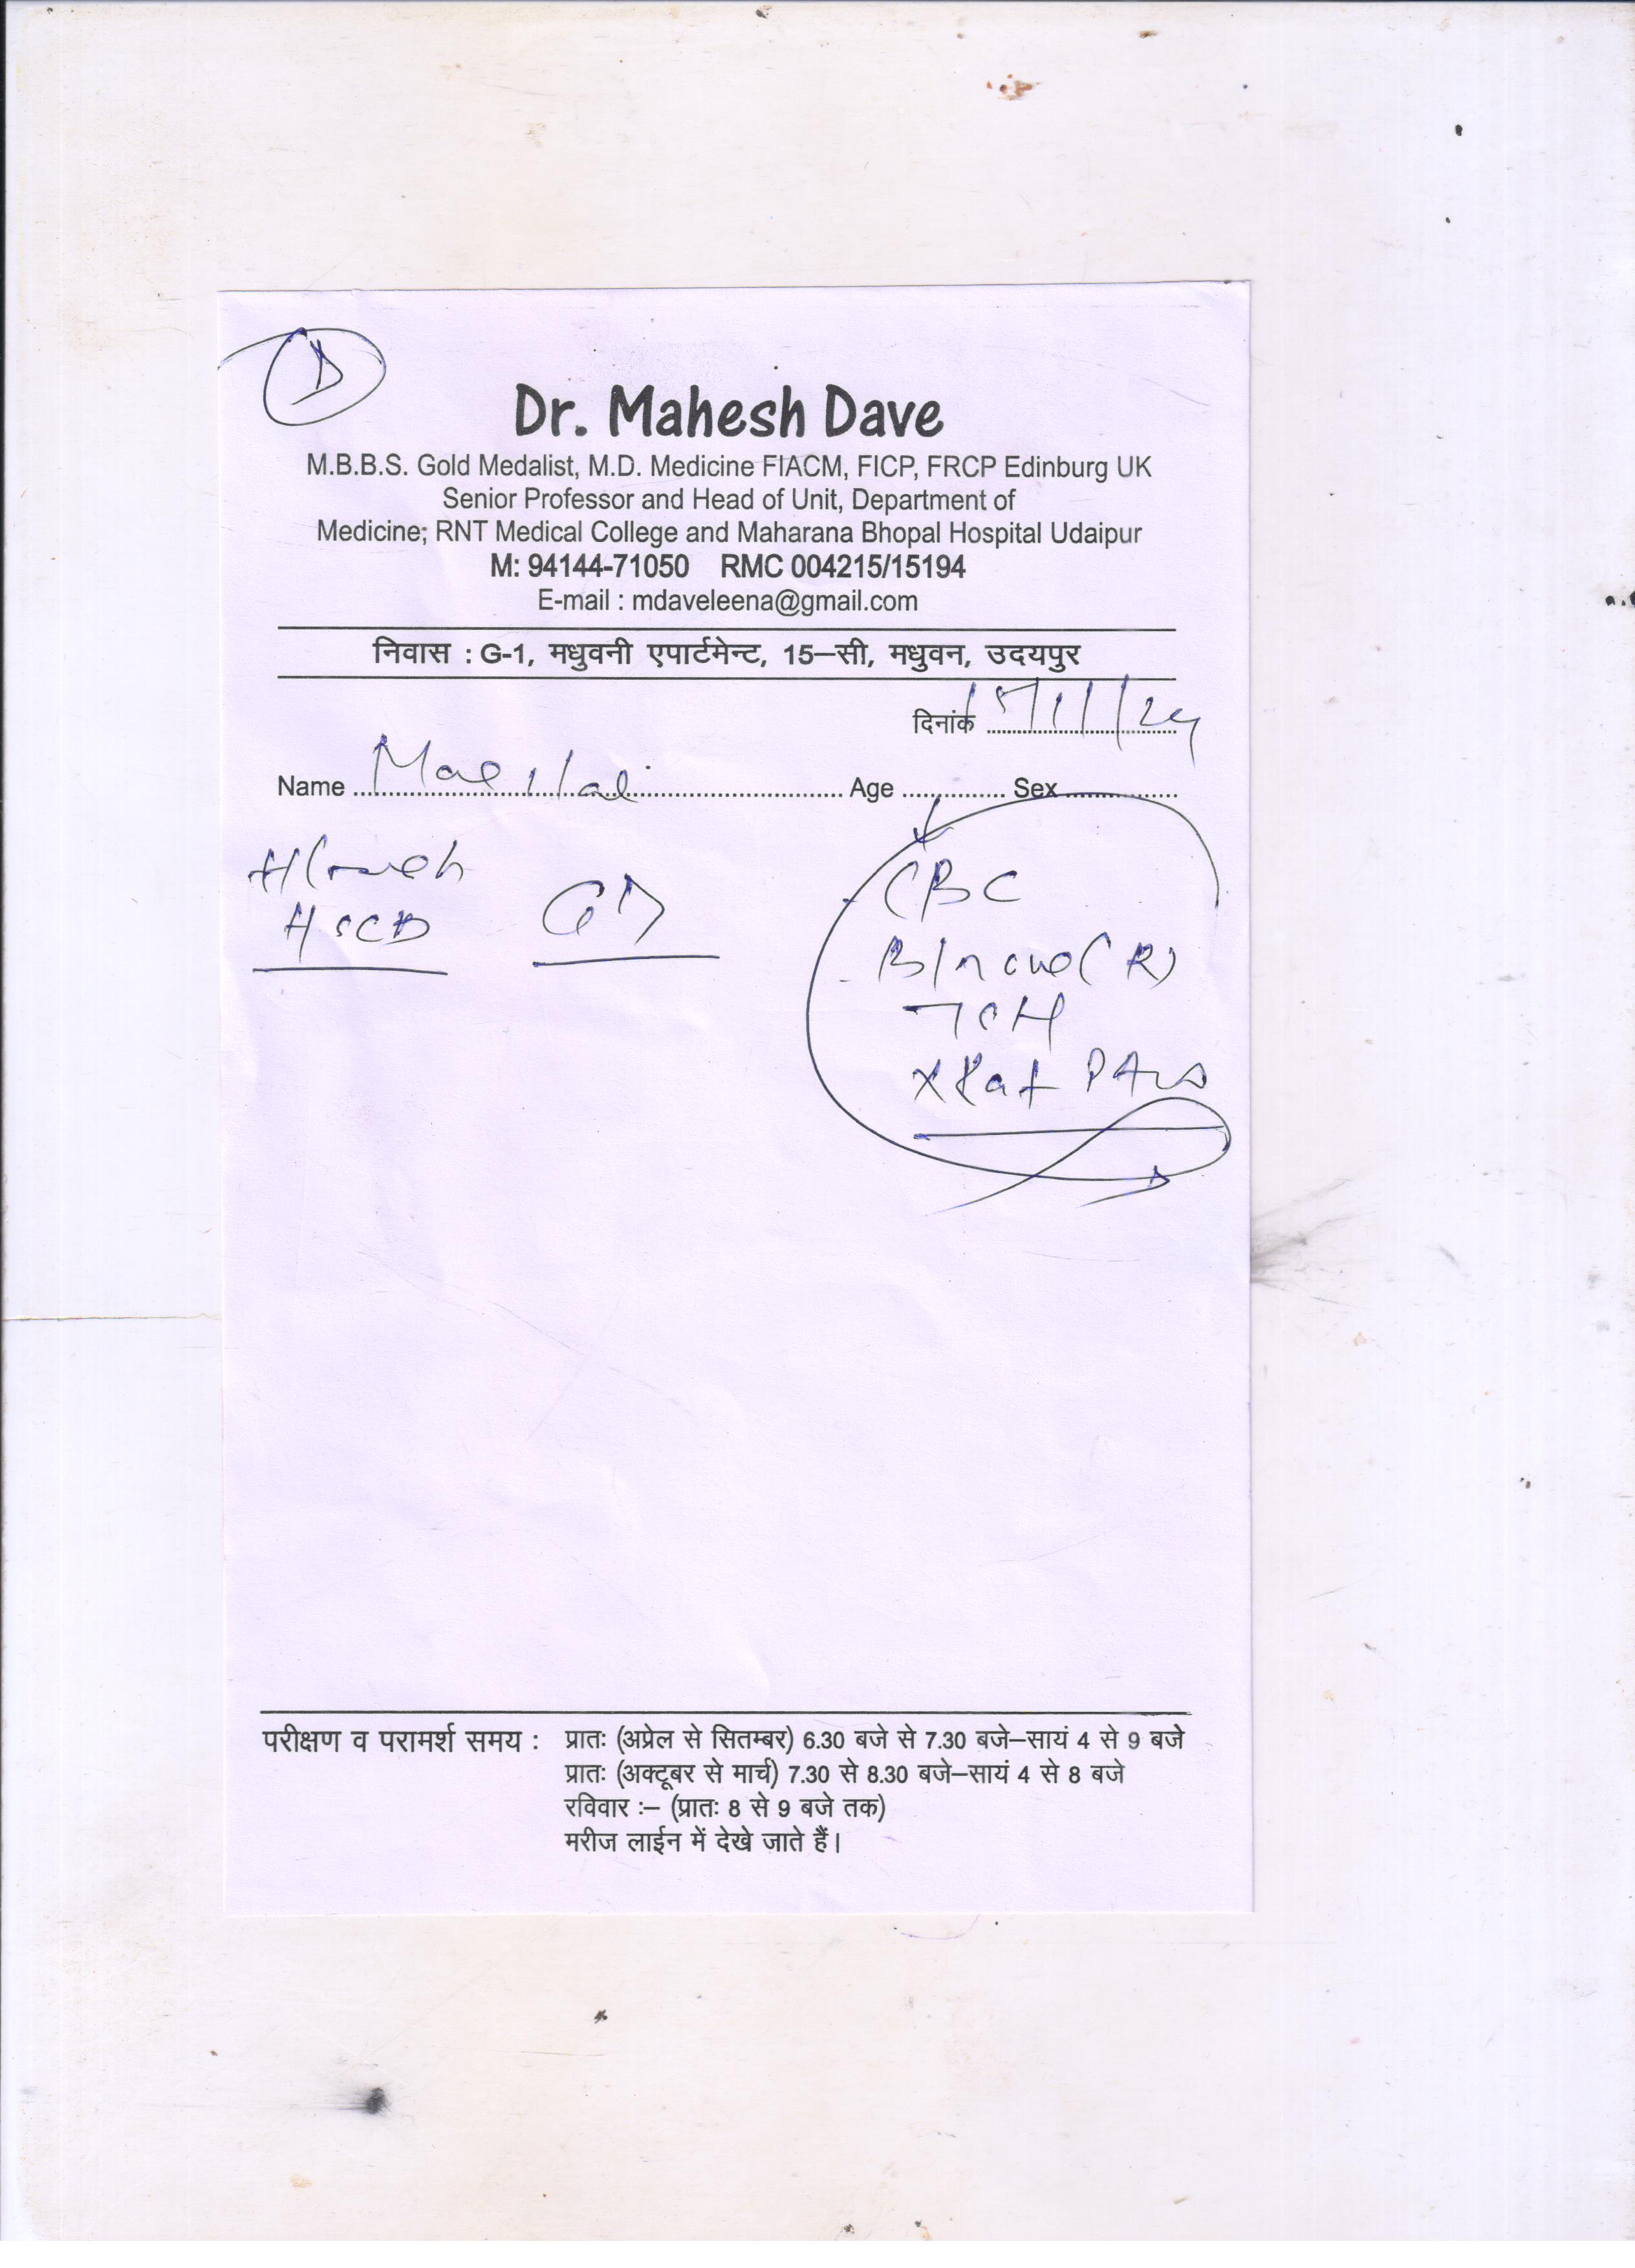 D
Dr. Mahesh Dave
M.B.B.S. Gold Medalist, M.D. Medicine FIACM, FICP, FRCP Edinburg UK
Senior Professor and Head of Unit, Department of
Medicine; RNT Medical College and Maharana Bhopal Hospital Udaipur
M: 94144-71050 RMC 004215/15194
E-mail : mdaveleena@gmail.com
निवास : G-1, मधुवनी एपार्टमेन्ट, 15–सी, मधुवन, उदयपुर
दिनांक
Name Age Sex
CBC
परीक्षण व परामर्श समय : प्रातः (अप्रेल से सितम्बर) 6.30 बजे से 7.30 बजे–सायं 4 से 9 बजे
प्रातः (अक्टूबर से मार्च) 7.30 से 8.30 बजे–सायं 4 से 8 बजे
रविवार :– (प्रातः 8 से 9 बजे तक)
मरीज लाईन में देखे जाते हैं।